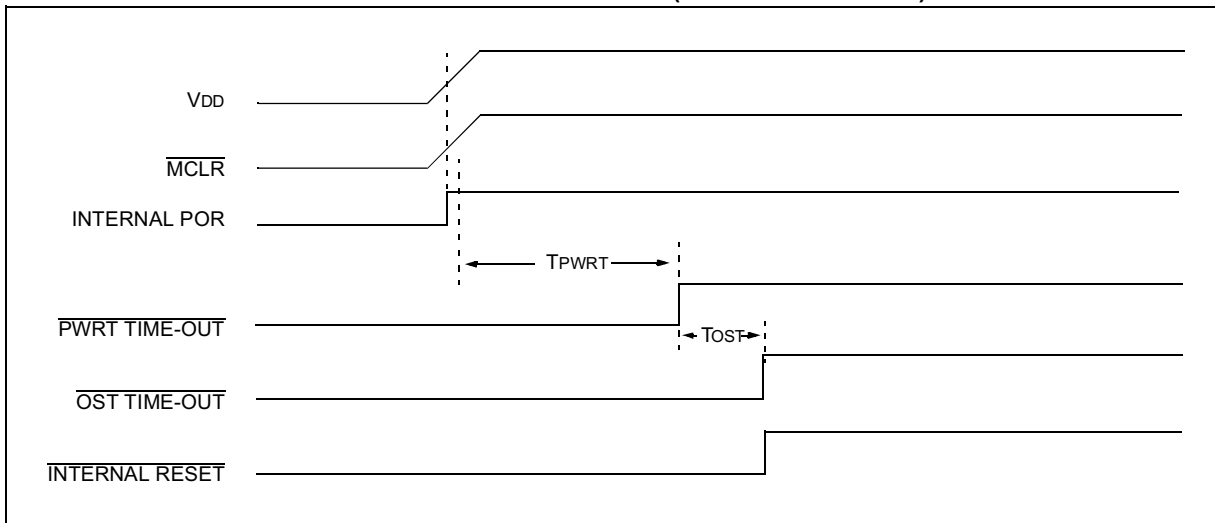 VDD
MCLR
INTERNAL POR
TPWRT
PWRT TIME-OUT
TOST
OST TIME-OUT
INTERNAL RESET